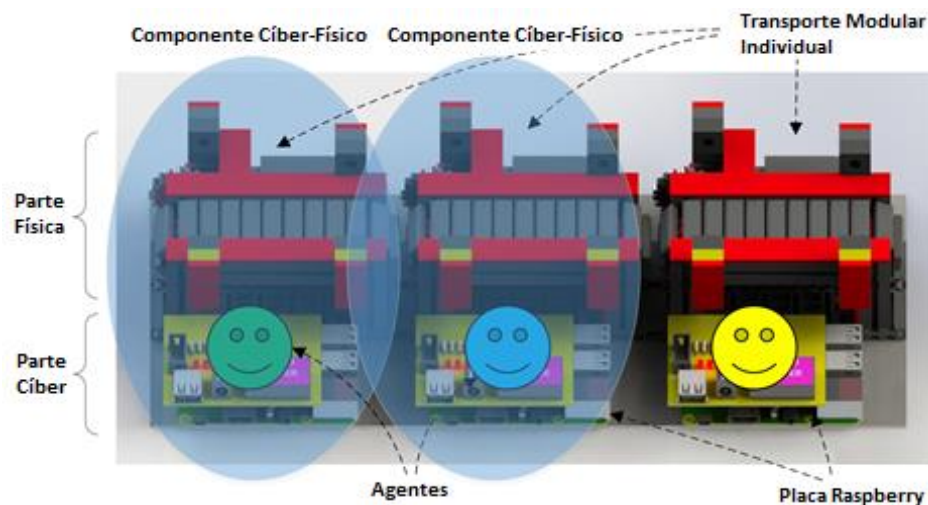 Componente Cíber-Físico
Componente Cíber-Físico
Transporte Modular
Individual
Parte
Física
Parte
Cíber
Agentes
Placa Raspberry